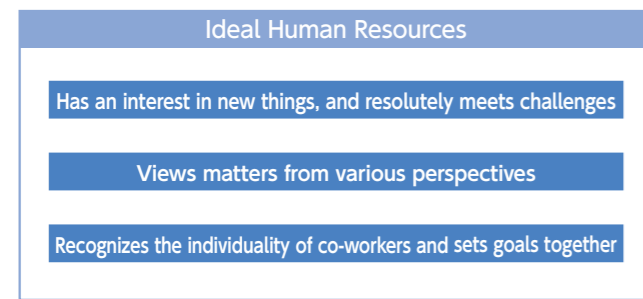 Ideal Human Resources
Has an interest in new things, and resolutely meets challenges
Views matters from various perspectives
Recognizes the individuality of co-workers and sets goals together